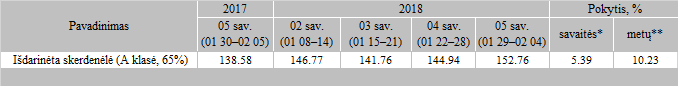 Pavadinimas 2017 2018 Pokytis, %
05 sav. (01 30–02 05) 02 sav. (01 08–14) 03 sav. (01 15–21) 04 sav. (01 22–28) 05 sav. (01 29–02 04) savaitės* metų**
Išdarinėta skerdenėlė (A klasė, 65%) 138.58 146.77 141.76 144.94 152.76 5.39 10.23